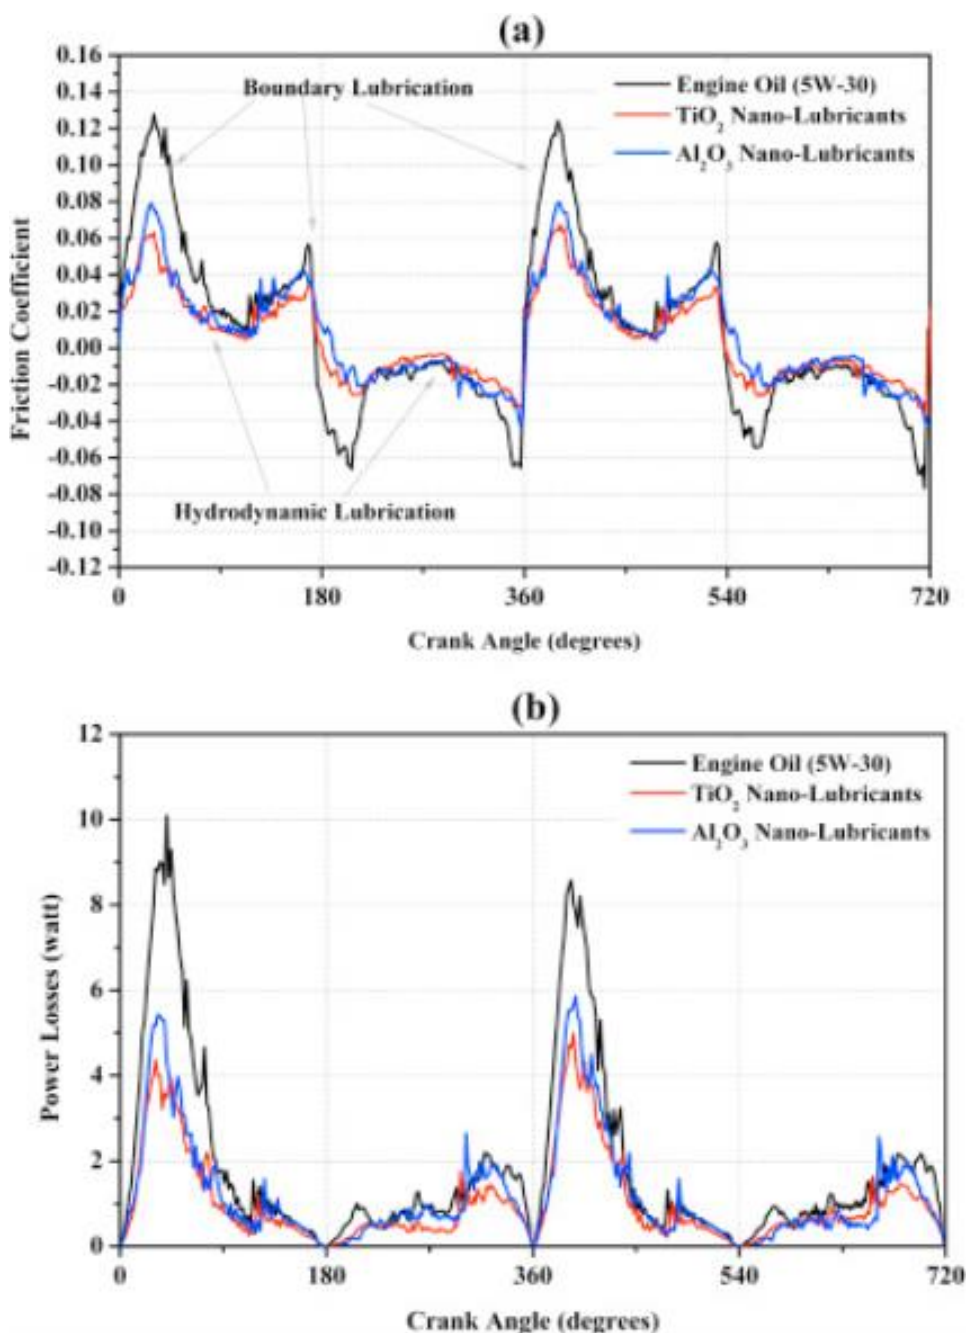 (a)
0.16
0.14
0.12
0.10
0.08
0.06
0.04
0.02
0.00
-0.02
-0.04
-0.06
-0.08
-0.10
-0.12
Friction Coefficient
Boundary Lubrication
Engine Oil (5W-30)
TiO₂ Nano-Lubricants
Al₂O₃ Nano-Lubricants
Hydrodynamic Lubrication
0 180 360 540 720
Crank Angle (degrees)
(b)
12
10
8
6
4
2
0
Power Losses (watt)
Engine Oil (5W-30)
TiO₂ Nano-Lubricants
Al₂O₃ Nano-Lubricants
0 180 360 540 720
Crank Angle (degrees)